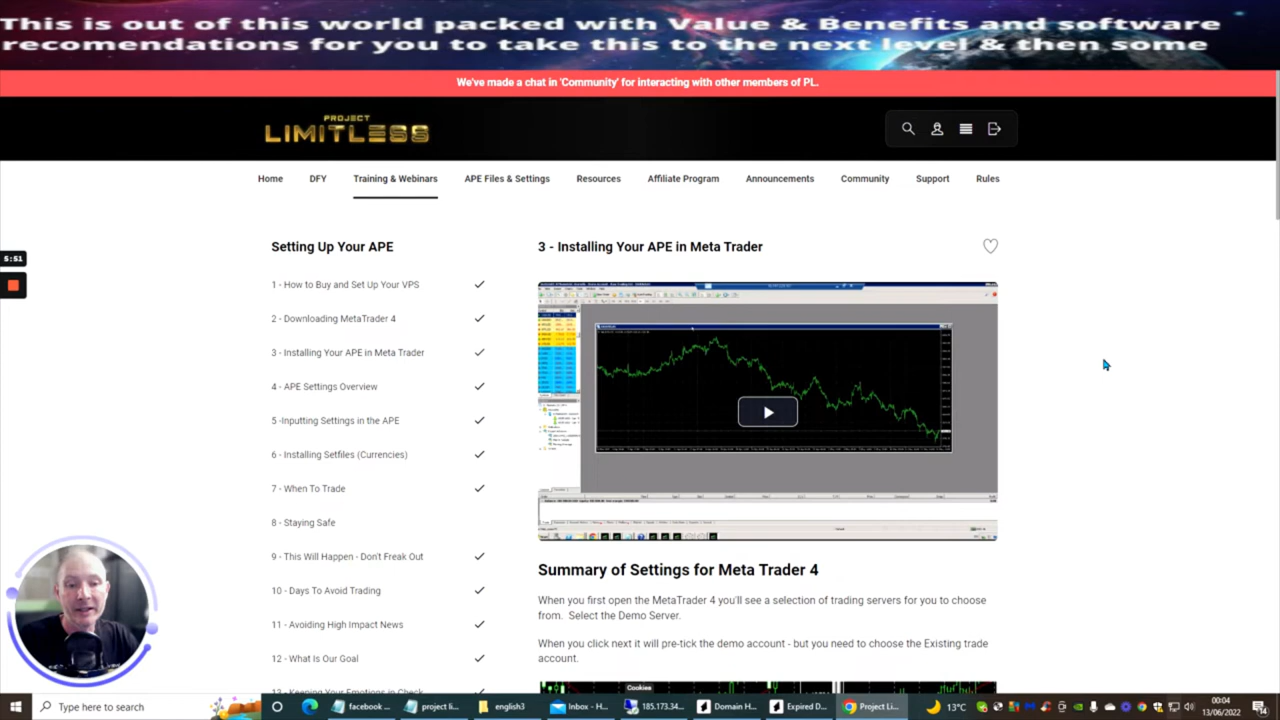 This is out of this world packed with Value & Benefits and software
recomendations for you to take this to the next level & then some
We've made a chat in 'Community' for interacting with other members of PL.
PROJECT
LIMITLESS
Home
DFY
Training & Webinars
APE Files & Settings
Resources
Affiliate Program
Announcements
Community
Support
Rules
5:51
Setting Up Your APE
1 - How to Buy and Set Up Your VPS
2 - Downloading MetaTrader 4
3 - Installing Your APE in Meta Trader
4 - APE Settings Overview
5 -Inputting Settings in the APE
6 - Installing Setfiles (Currencies)
7 - When To Trade
8 - Staying Safe
9 - This Will Happen - Don't Freak Out
10 - Days To Avoid Trading
11 - Avoiding High Impact News
12 - What Is Our Goal
13 - Keeping Your Emotions in Check
3 - Installing Your APE in Meta Trader
Summary of Settings for Meta Trader 4
When you first open the MetaTrader 4 you'll see a selection of trading servers for you to choose
from. Select the Demo Server.
When you click next it will pre-tick the demo account - but you need to choose the Existing trade
account.
Cookies
Type here to search
facebook ...
project li...
english3
Inbox - H...
185.173.34...
Domain H...
Expired D...
Project Li...
13°C
00:04
13/06/2022
14